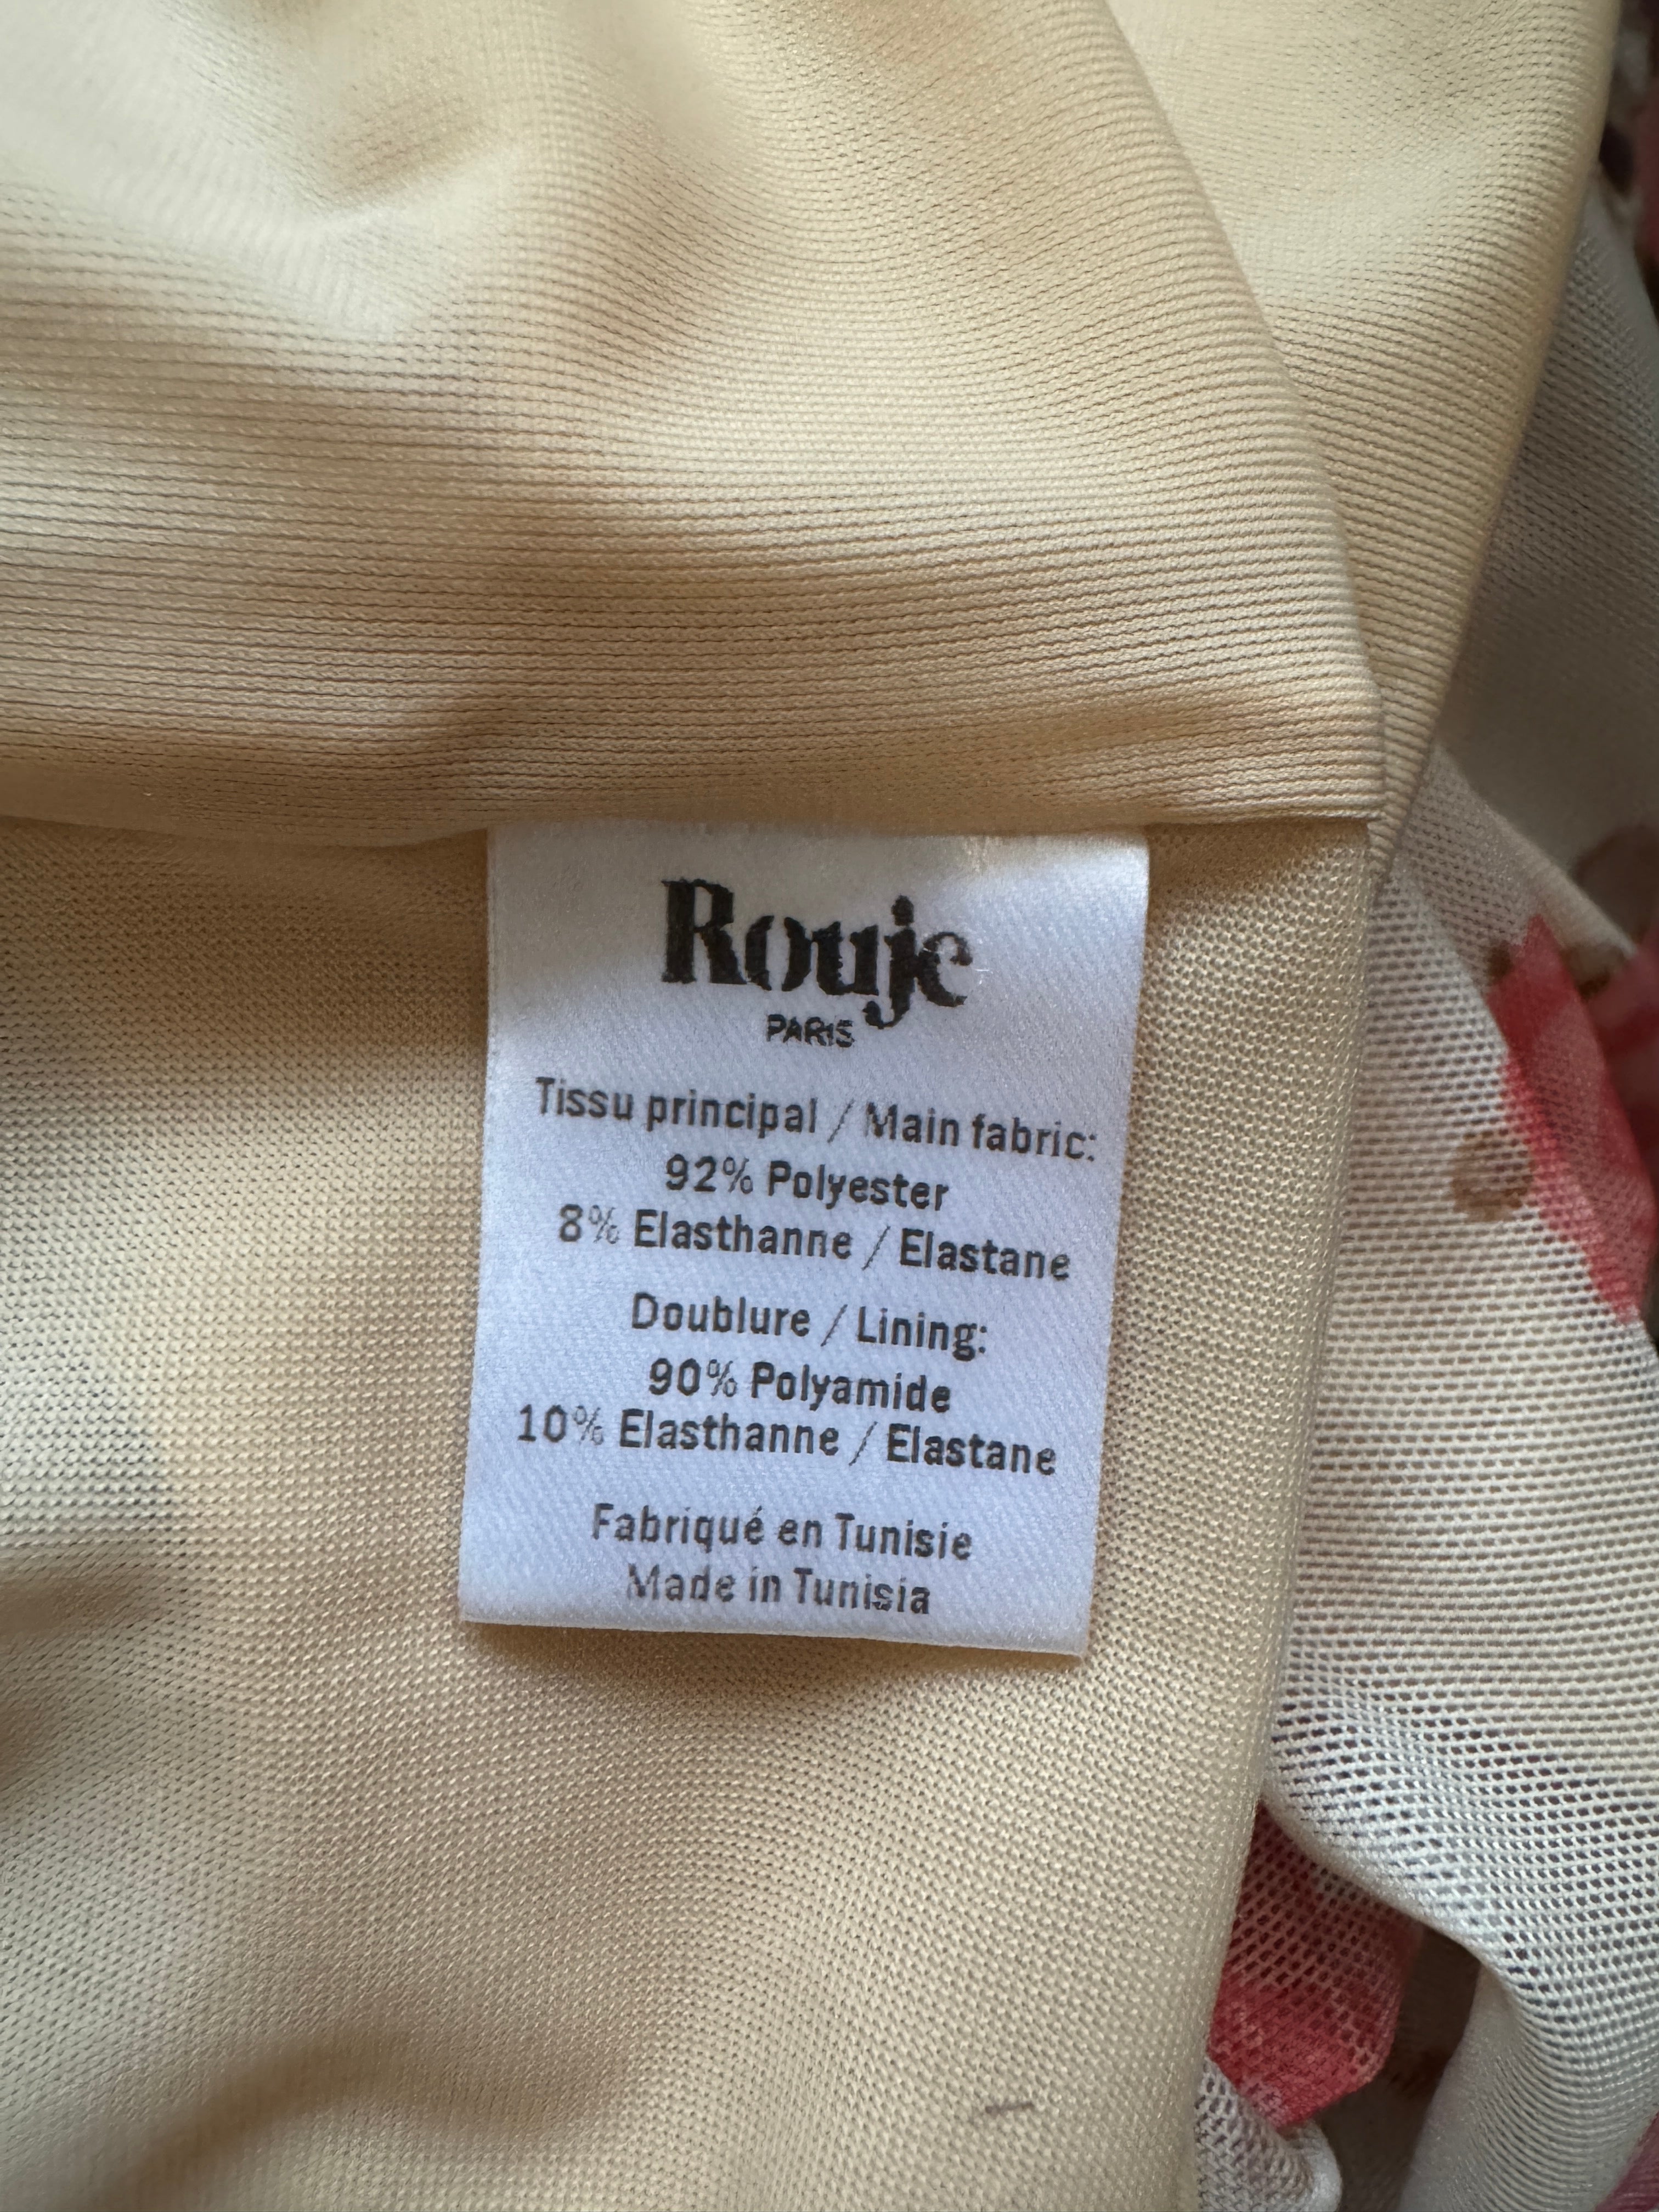 Rouje
PARIS
Tissu principal / Main fabric:
92% Polyester
8% Elasthanne / Elastane
Doublure / Lining:
90% Polyamide
10% Elasthanne / Elastane
Fabriqué en Tunisie
Made in Tunisia